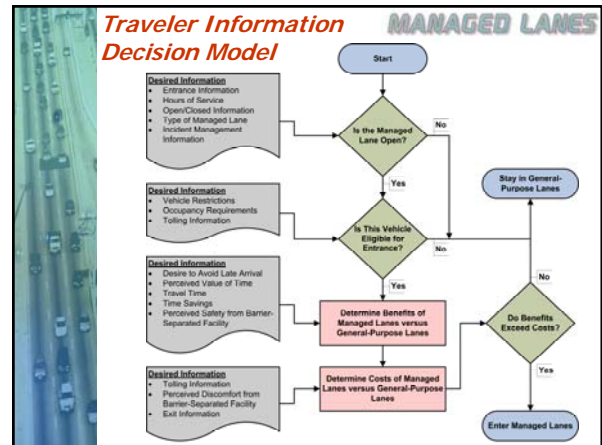 Traveler Information
Decision Model
MANAGED LANES
Start
Desired Information
• Entrance Information
• Hours of Service
• Open/Closed Information
• Type of Managed Lane
• Incident Management
Information
Is the Managed
Lane Open?
No
Yes
Stay in General-
Purpose Lanes
Desired Information
• Vehicle Restrictions
• Occupancy Requirements
• Tolling Information
Is This Vehicle
Eligible for
Entrance?
No
Yes
No
Desired Information
• Desire to Avoid Late Arrival
• Perceived Value of Time
• Travel Time
• Time Savings
• Perceived Safety from Barrier-
Separated Facility
Determine Benefits of
Managed Lanes versus
General-Purpose Lanes
Do Benefits
Exceed Costs?
Yes
Desired Information
• Tolling Information
• Perceived Discomfort from
Barrier-Separated Facility
• Exit Information
Determine Costs of Managed
Lanes versus General-Purpose
Lanes
Enter Managed Lanes